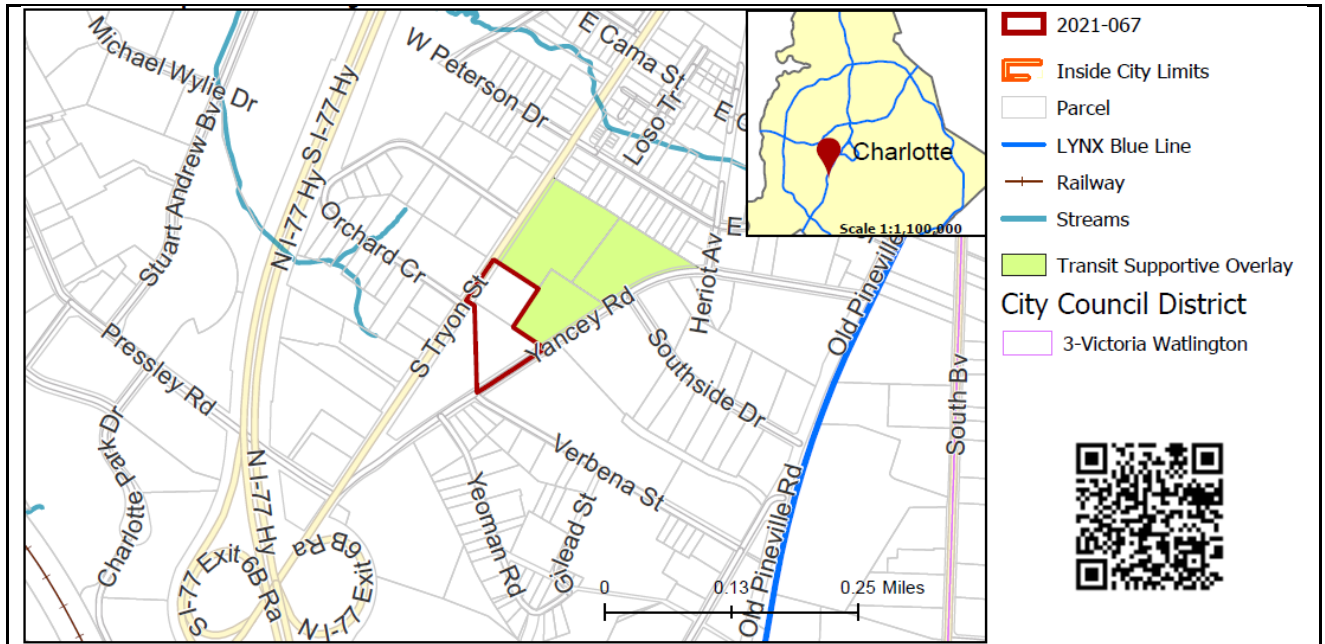 E Cama St
Michael Wylie Dr
W Peterson Dr
S I-77 Hy
Loso Tr
E
Charlotte
Stuart Andrew Bv
N I-77 Hy
Orchard Cr
E
Scale 1:1,100,000
S Tryon St
Yancey Rd
Heriot Av
Old Pineville
Pressley Rd
Southside Dr
South Bv
Charlotte Park Dr
N I-77 Hy
Verbena St
Yeoman Rd
Gilead St
Old Pineville Rd
S I-77 Exit 6B Ra
N I-77 Exit 6B Ra
0 0.13 0.25 Miles
2021-067
Inside City Limits
Parcel
LYNX Blue Line
Railway
Streams
Transit Supportive Overlay
City Council District
3-Victoria Watlington